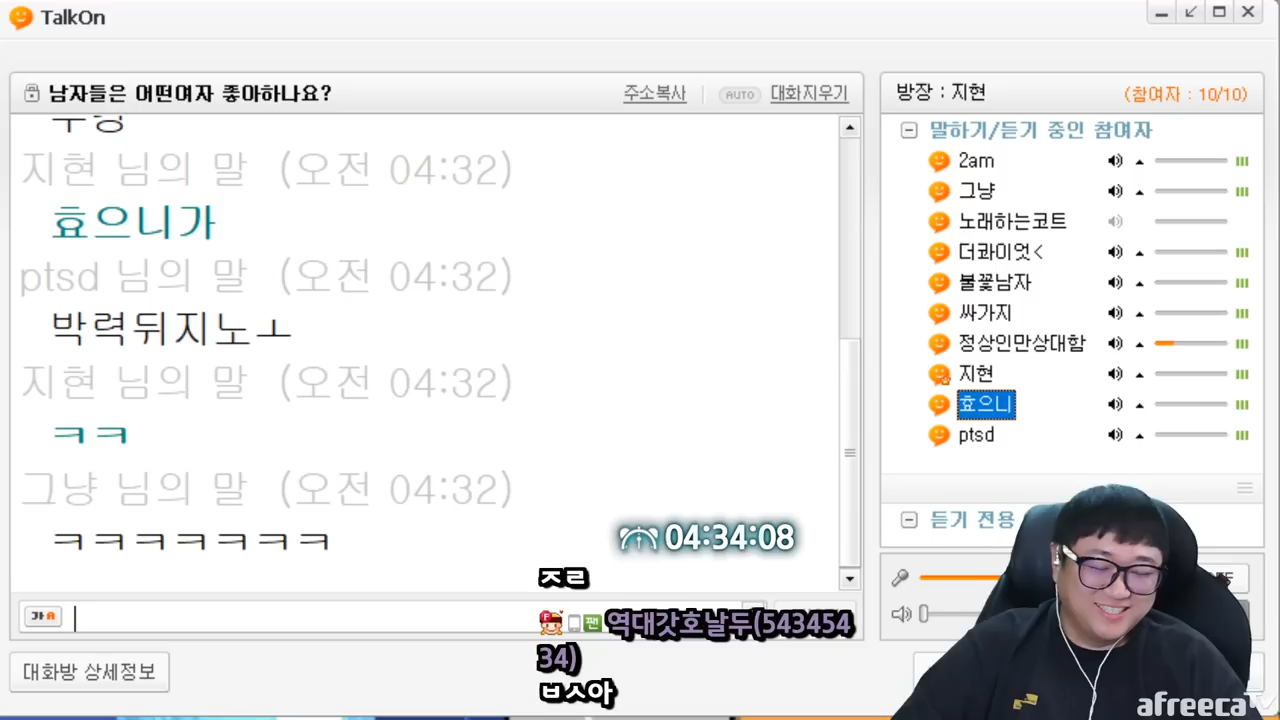 TalkOn
남자들은 어떤여자 좋아하나요?
주소복사
AUTO
대화지우기
지현 님의 말 (오전 04:32)
효으니가
ptsd 님의 말 (오전 04:32)
박력뒤지노ㅗ
지현 님의 말 (오전 04:32)
ㅋㅋ
그냥 님의 말 (오전 04:32)
ㅋㅋㅋㅋㅋㅋㅋ
가
대화방 상세정보
방장 : 지현
(참여자 : 10/10)
말하기/듣기 중인 참여자
2am
그냥
노래하는코트
더콰이엇<
불꽃남자
싸가지
정상인만상대함
지현
효으니
ptsd
듣기 전용
04:34:08
ㅈㄹ
팬 역대갓호날두(543454
34)
ㅂㅅ아
afreecaTV